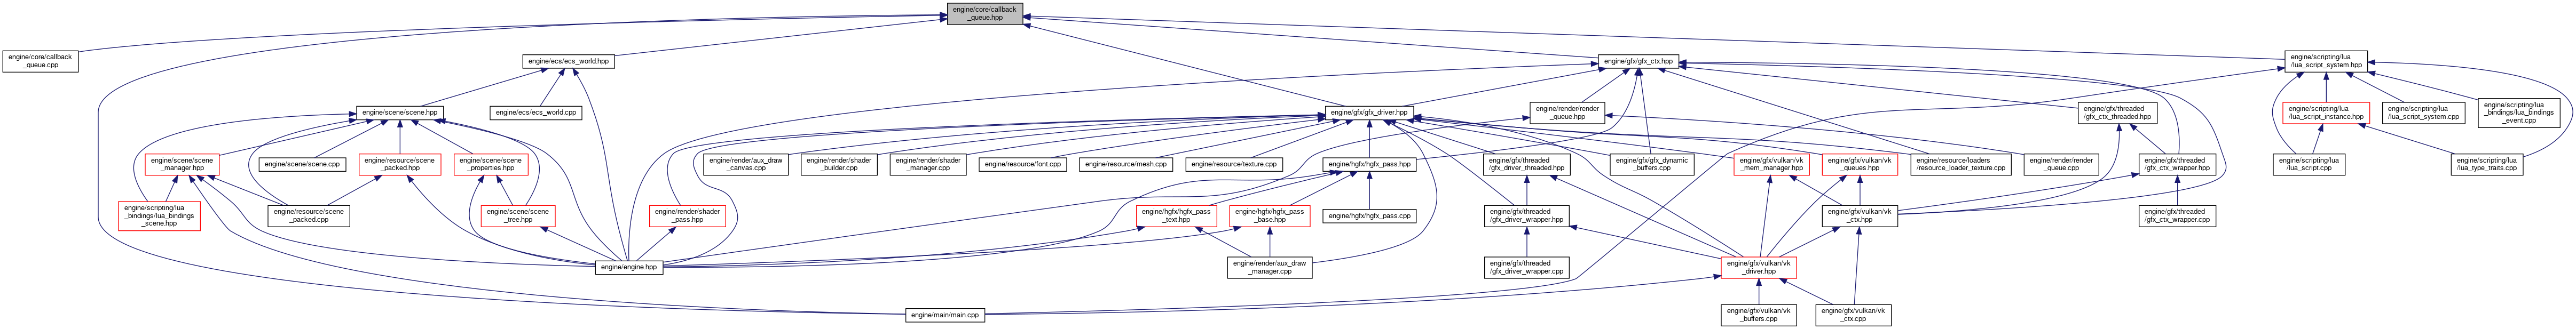 engine/core/callback
_queue.hpp
engine/core/callback
_queue.cpp
engine/ecs/ecs_world.hpp
engine/gfx/gfx_ctx.hpp
engine/scripting/lua
/lua_script_system.hpp
engine/scene/scene.hpp
engine/ecs/ecs_world.cpp
engine/gfx/gfx_driver.hpp
engine/render/render
_queue.hpp
engine/gfx/threaded
/gfx_ctx_threaded.hpp
engine/scripting/lua
/lua_script_instance.hpp
engine/scripting/lua
/lua_script_system.cpp
engine/scripting/lua
_bindings/lua_bindings
_event.cpp
engine/scene/scene
_manager.hpp
engine/scene/scene.cpp
engine/resource/scene
_packed.hpp
engine/scene/scene
_properties.hpp
engine/render/aux_draw
_canvas.cpp
engine/render/shader
_builder.cpp
engine/render/shader
_manager.cpp
engine/resource/font.cpp
engine/resource/mesh.cpp
engine/resource/texture.cpp
engine/hgfx/hgfx_pass.hpp
engine/gfx/threaded
/gfx_driver_threaded.hpp
engine/gfx/gfx_dynamic
_buffers.cpp
engine/gfx/vulkan/vk
_mem_manager.hpp
engine/gfx/vulkan/vk
_queues.hpp
engine/resource/loaders
/resource_loader_texture.cpp
engine/render/render
_queue.cpp
engine/gfx/threaded
/gfx_ctx_wrapper.hpp
engine/scripting/lua
/lua_script.cpp
engine/scripting/lua
/lua_type_traits.cpp
engine/scripting/lua
_bindings/lua_bindings
_scene.hpp
engine/resource/scene
_packed.cpp
engine/scene/scene
_tree.hpp
engine/render/shader
_pass.hpp
engine/hgfx/hgfx_pass
_text.hpp
engine/hgfx/hgfx_pass
_base.hpp
engine/hgfx/hgfx_pass.cpp
engine/gfx/threaded
/gfx_driver_wrapper.hpp
engine/gfx/vulkan/vk
_ctx.hpp
engine/gfx/threaded
/gfx_ctx_wrapper.cpp
engine/engine.hpp
engine/render/aux_draw
_manager.cpp
engine/gfx/threaded
/gfx_driver_wrapper.cpp
engine/gfx/vulkan/vk
_driver.hpp
engine/main/main.cpp
engine/gfx/vulkan/vk
_buffers.cpp
engine/gfx/vulkan/vk
_ctx.cpp